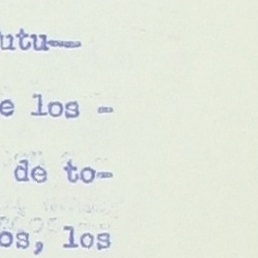 utu—
e los -
de to-
os, los